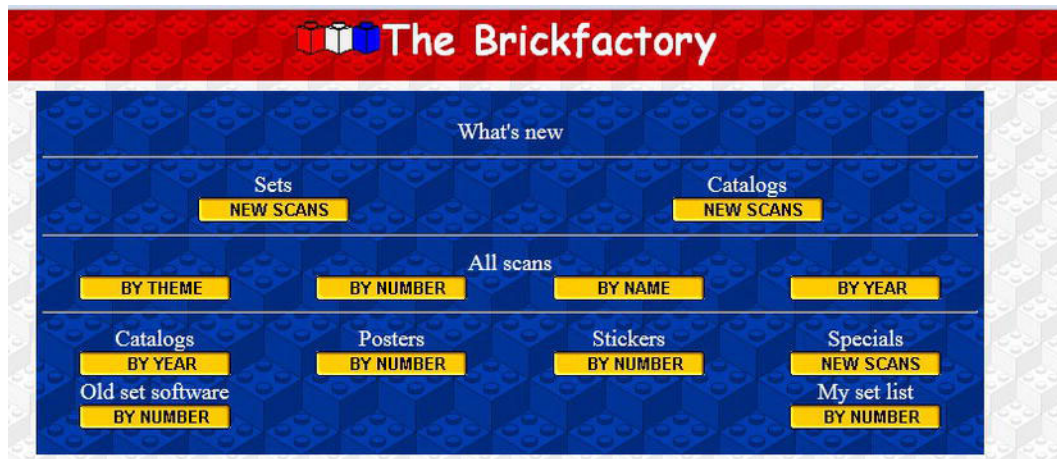 The Brickfactory
What's new
Sets Catalogs
NEW SCANS NEW SCANS
All scans
BY THEME BY NUMBER BY NAME BY YEAR
Catalogs Posters Stickers Specials
BY YEAR BY NUMBER BY NUMBER NEW SCANS
Old set software My set list
BY NUMBER BY NUMBER